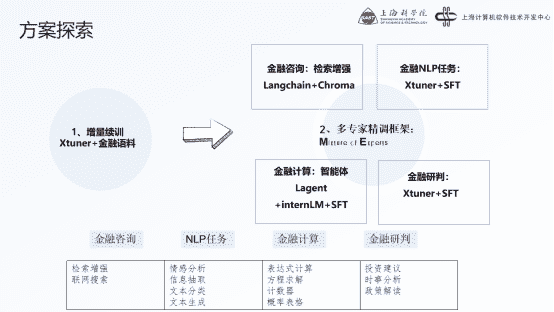 方案探索
上海科学院
SHANGHAI ACADEMY
OF SCIENCE & TECHNOLOGY
上海计算机软件技术开发中心
金融咨询：检索增强
Langchain+Chroma
金融NLP任务：
Xtuner+SFT
1、增量续训
Xtuner+金融语料
2、多专家精调框架：
Mixture of Experts
金融计算：智能体
Lagent
+internLM+SFT
金融研判：
Xtuner+SFT
金融咨询
NLP任务
金融计算
金融研判
检索增强
联网搜索
情感分析
信息抽取
文本分类
文本生成
表达式计算
方程求解
计数器
概率表格
投资建议
时事分析
政策解读